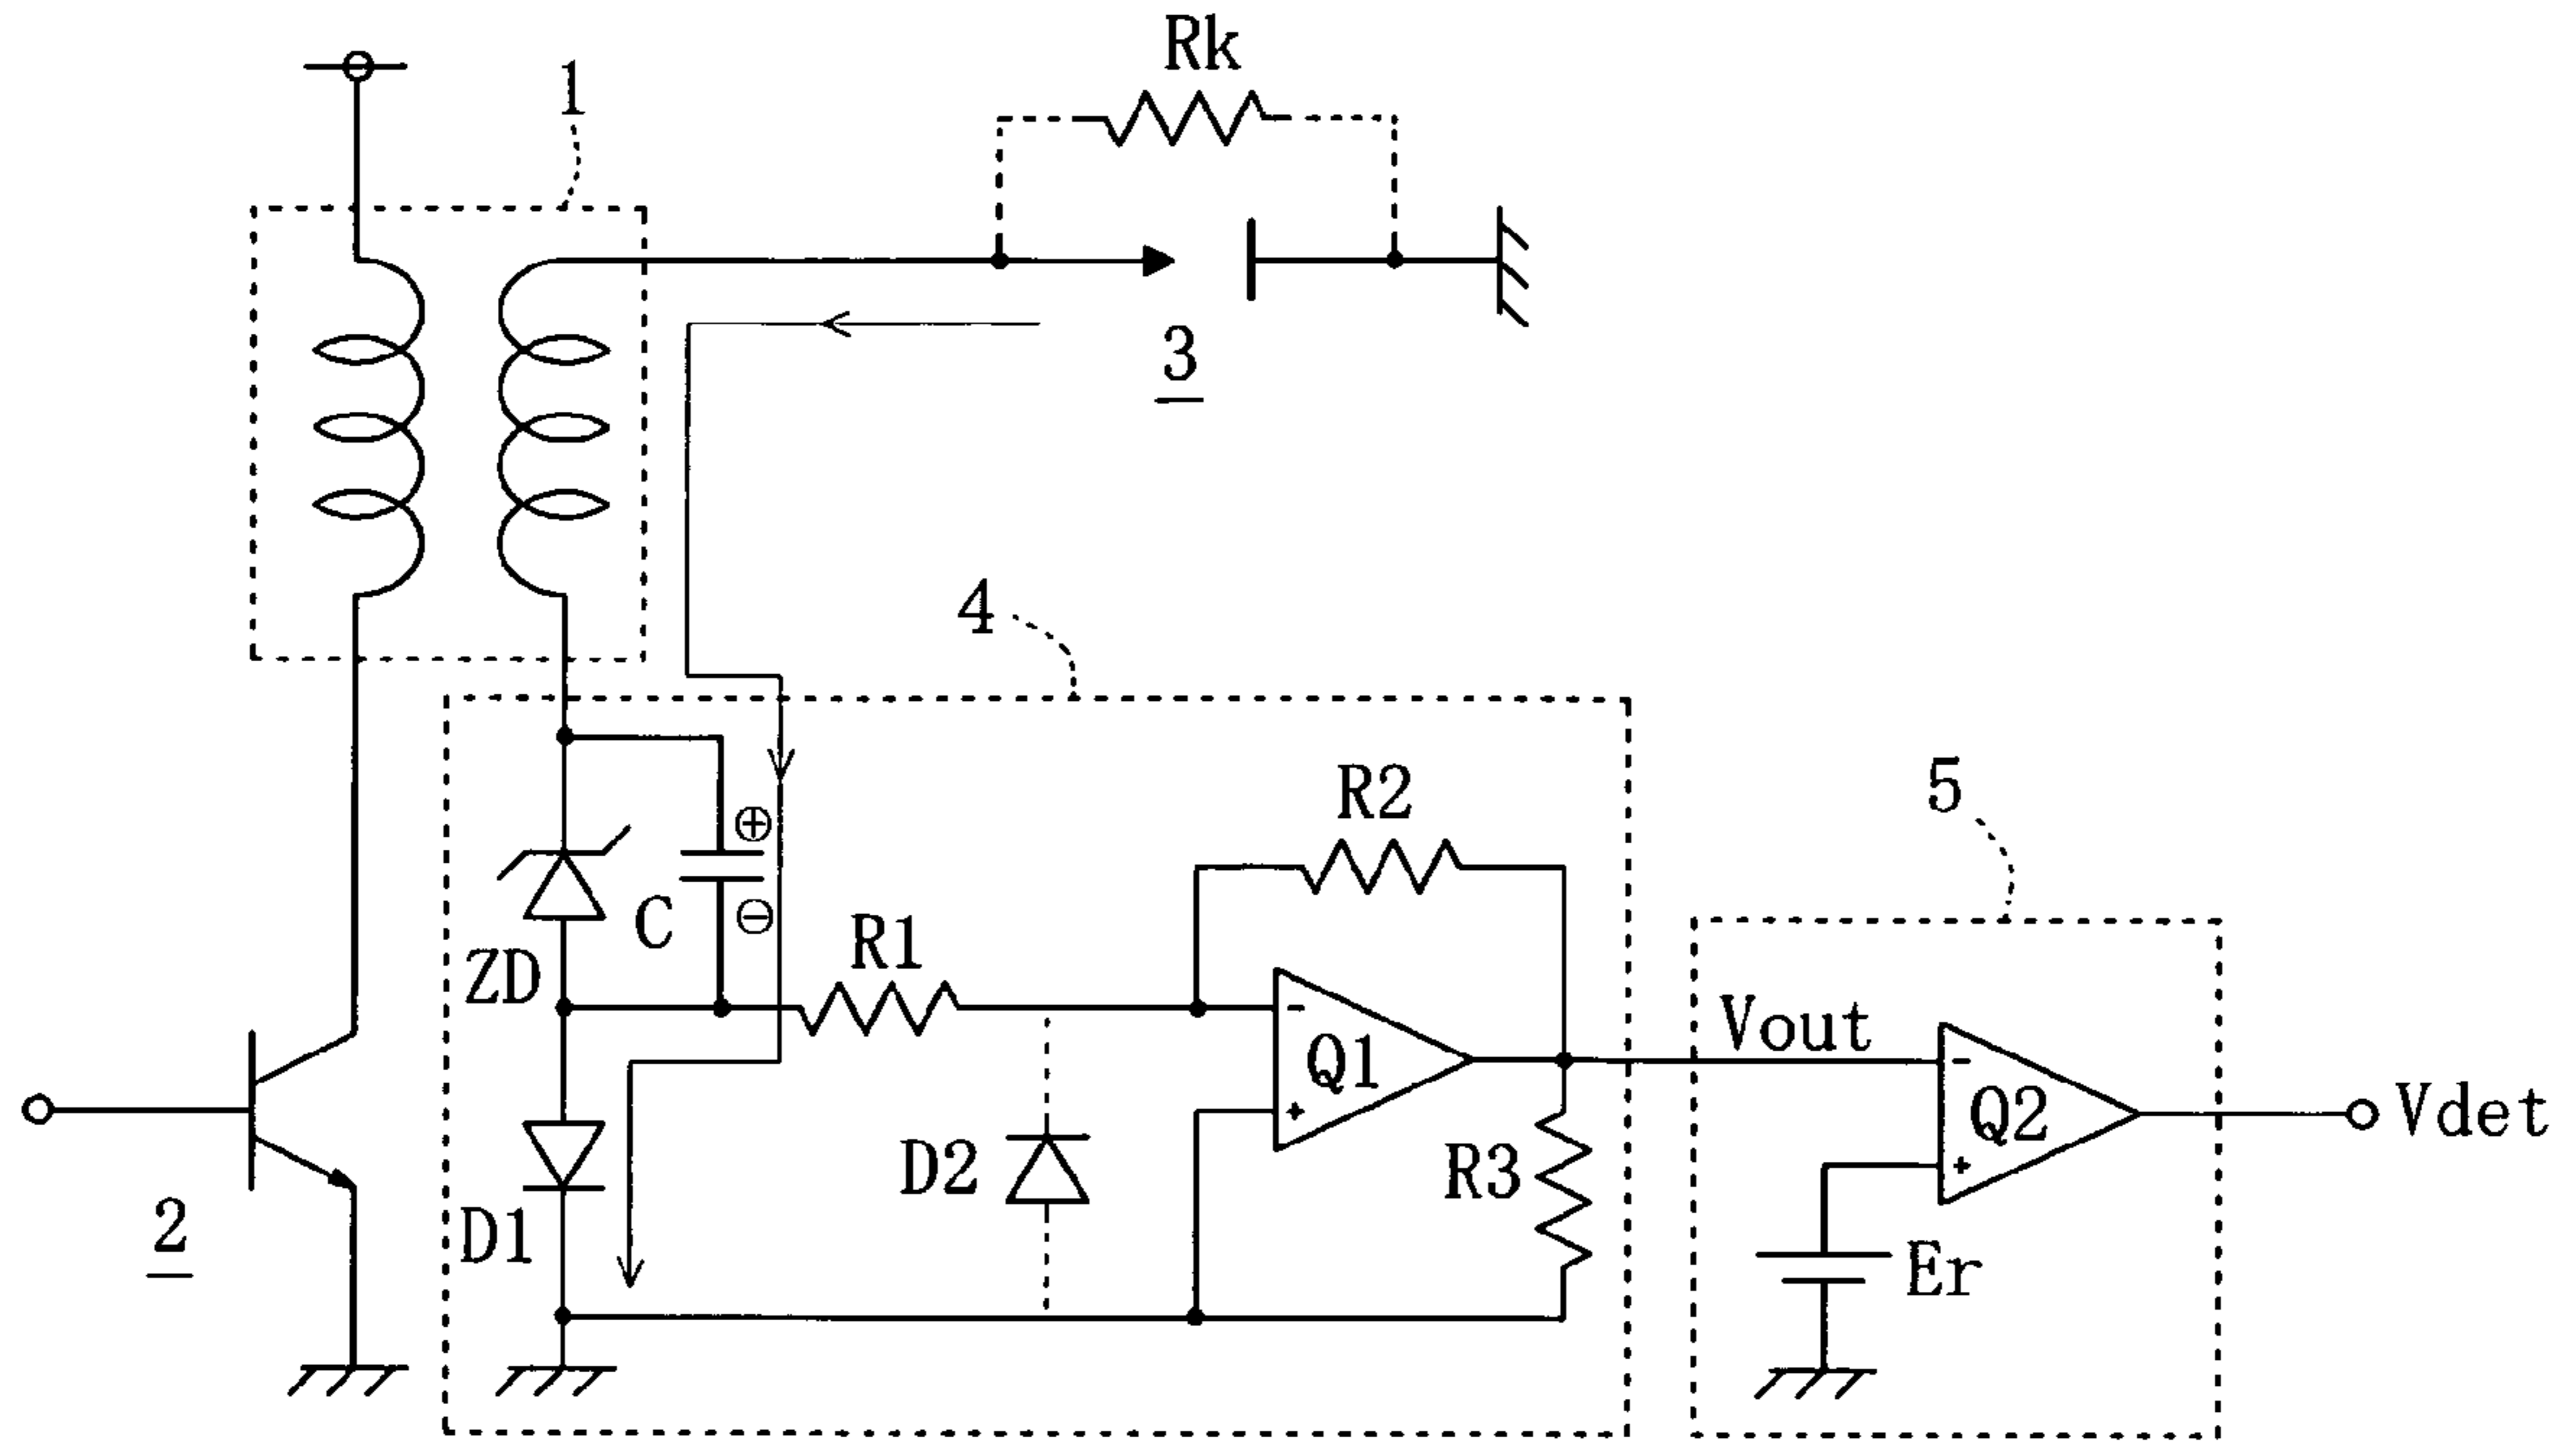 Rk
1
3
4
5
R2
⊕
C
⊖
R1
ZD
Vout
-
Q1
+
-
Q2
+
Vdet
D2
R3
2
D1
Er